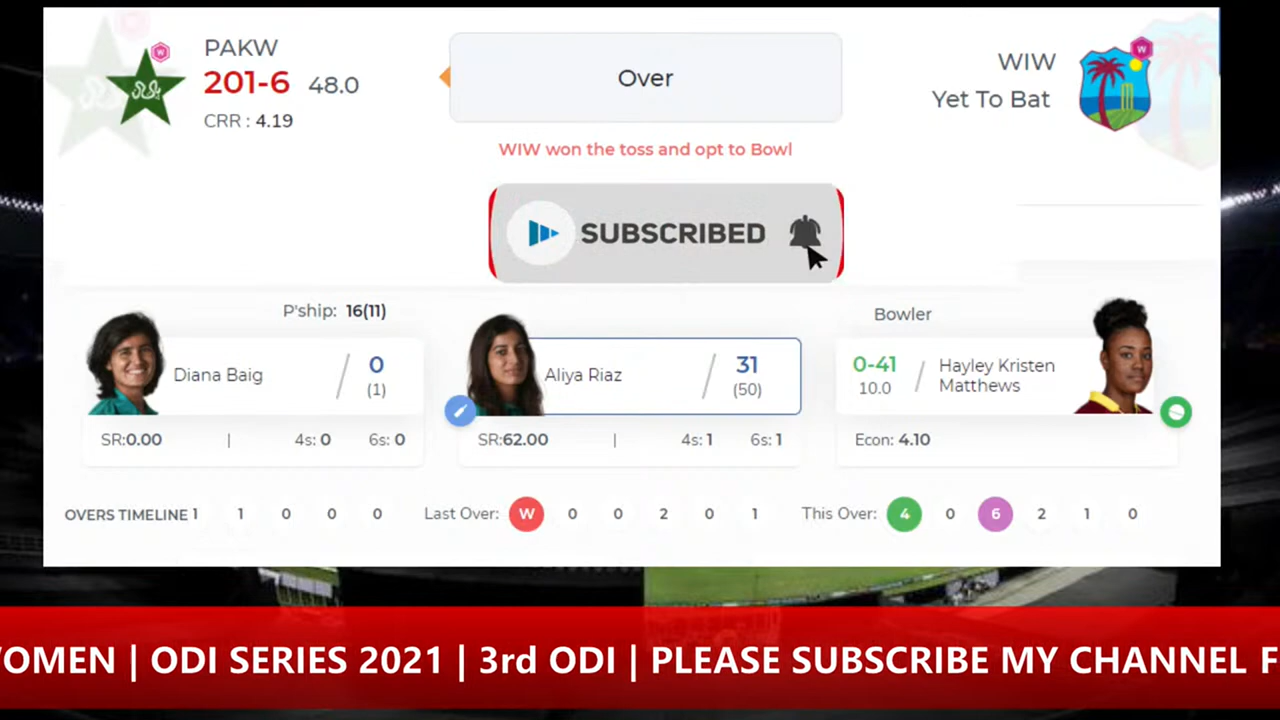 PAKW
201-6 48.0
CRR : 4.19
Over
WIW
Yet To Bat
W
W
WIW won the toss and opt to Bowl
SUBSCRIBED
P'ship: 16(11)
Diana Baig / 0
(1)
SR:0.00 | 4s: 0 6s: 0
Aliya Riaz / 31
(50)
SR:62.00 | 4s: 1 6s: 1
Bowler
0-41 / Hayley Kristen
10.0 Matthews
Econ: 4.10
OVERS TIMELINE 1 1 0 0 0 Last Over: W 0 0 2 0 1 This Over: 4 0 6 2 1 0
WOMEN | ODI SERIES 2021 | 3rd ODI | PLEASE SUBSCRIBE MY CHANNEL F